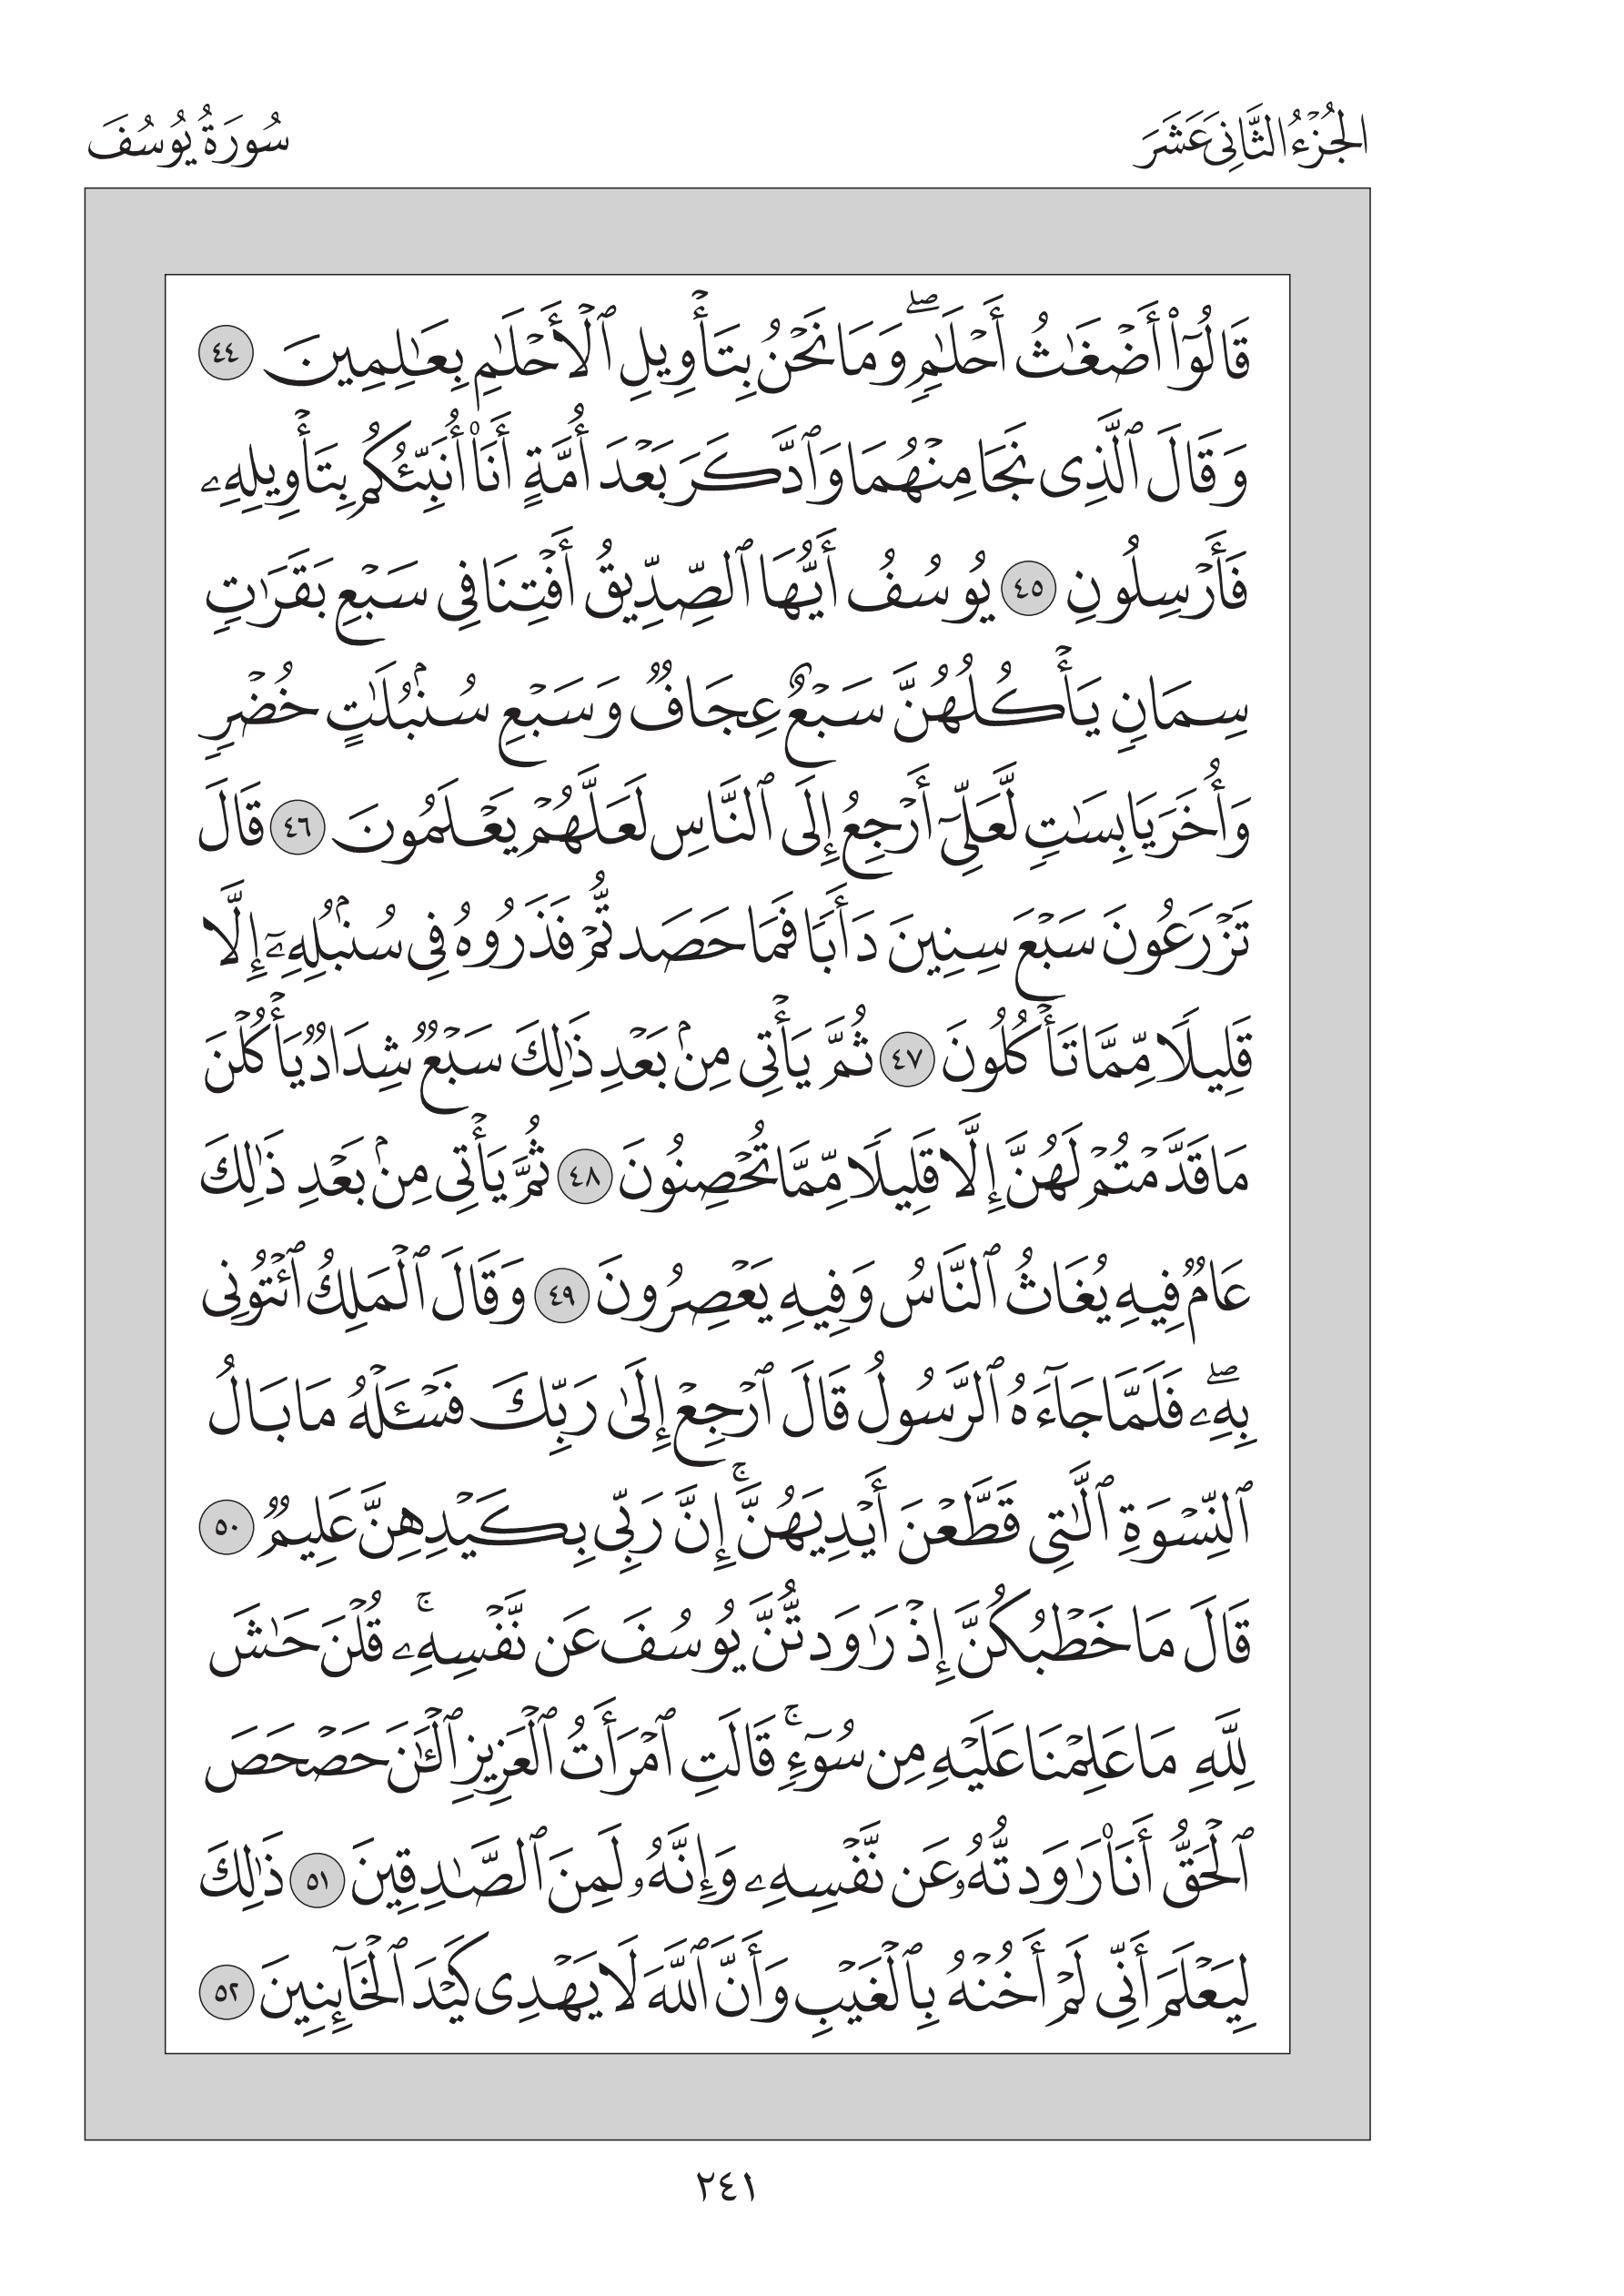 الجُزْءُ الثَّانِي عَشَرَ
سُورَةُ يُوسُفَ
قَالُوٓا۟ أَضْغَٰثُ أَحْلَٰمٍۖ وَمَا نَحْنُ بِتَأْوِيلِ ٱلْأَحْلَٰمِ بِعَٰلِمِينَ ٤٤
وَقَالَ ٱلَّذِى نَجَا مِنْهُمَا وَٱدَّكَرَ بَعْدَ أُمَّةٍ أَنَا۠ أُنَبِّئُكُم بِتَأْوِيلِهِۦ
فَأَرْسِلُونِ ٤٥ يُوسُفُ أَيُّهَا ٱلصِّدِّيقُ أَفْتِنَا فِى سَبْعِ بَقَرَٰتٍ
سِمَانٍ يَأْكُلُهُنَّ سَبْعٌ عِجَافٌ وَسَبْعِ سُنۢبُلَٰتٍ خُضْرٍ
وَأُخَرَ يَابِسَٰتٍ لَّعَلِّىٓ أَرْجِعُ إِلَى ٱلنَّاسِ لَعَلَّهُمْ يَعْلَمُونَ ٤٦ قَالَ
تَزْرَعُونَ سَبْعَ سِنِينَ دَأَبًا فَمَا حَصَدتُّمْ فَذَرُوهُ فِى سُنۢبُلِهِۦٓ إِلَّا
قَلِيلًا مِّمَّا تَأْكُلُونَ ٤٧ ثُمَّ يَأْتِى مِنۢ بَعْدِ ذَٰلِكَ سَبْعٌ شِدَادٌ يَأْكُلْنَ
مَا قَدَّمْتُمْ لَهُنَّ إِلَّا قَلِيلًا مِّمَّا تُحْصِنُونَ ٤٨ ثُمَّ يَأْتِى مِنۢ بَعْدِ ذَٰلِكَ
عَامٌ فِيهِ يُغَاثُ ٱلنَّاسُ وَفِيهِ يَعْصِرُونَ ٤٩ وَقَالَ ٱلْمَلِكُ ٱئْتُونِى
بِهِۦۖ فَلَمَّا جَآءَهُ ٱلرَّسُولُ قَالَ ٱرْجِعْ إِلَىٰ رَبِّكَ فَسْـَٔلْهُ مَا بَالُ
ٱلنِّسْوَةِ ٱلَّٰتِى قَطَّعْنَ أَيْدِيَهُنَّۚ إِنَّ رَبِّى بِكَيْدِهِنَّ عَلِيمٌ ٥٠
قَالَ مَا خَطْبُكُنَّ إِذْ رَٰوَدتُّنَّ يُوسُفَ عَن نَّفْسِهِۦۚ قُلْنَ حَٰشَ
لِلَّهِ مَا عَلِمْنَا عَلَيْهِ مِن سُوٓءٍۚ قَالَتِ ٱمْرَأَتُ ٱلْعَزِيزِ ٱلْـَٰٔنَ حَصْحَصَ
ٱلْحَقُّ أَنَا۠ رَٰوَدتُّهُۥ عَن نَّفْسِهِۦ وَإِنَّهُۥ لَمِنَ ٱلصَّٰدِقِينَ ٥١ ذَٰلِكَ
لِيَعْلَمَ أَنِّى لَمْ أَخُنْهُ بِٱلْغَيْبِ وَأَنَّ ٱللَّهَ لَا يَهْدِى كَيْدَ ٱلْخَآئِنِينَ ٥٢
٢٤١